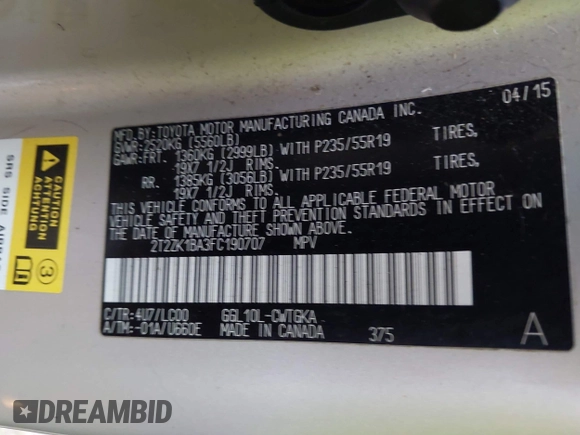 04/15
MFD.BY:TOYOTA MOTOR MANUFACTURING CANADA INC.
GVWR:2520KG (5560LB)
GAWR:FRT. 1360KG (2999LB) WITH P235/55R19 TIRES,
19X7 1/2J RIMS.
RR. 1385KG (3056LB) WITH P235/55R19 TIRES,
19X7 1/2J RIMS.
THIS VEHICLE CONFORMS TO ALL APPLICABLE FEDERAL MOTOR
VEHICLE SAFETY AND THEFT PREVENTION STANDARDS IN EFFECT ON
THE DATE OF MANUFACTURE SHOWN ABOVE.
2T2ZK1BA3FC190707 MPV
C/TR: 4U7/LC00 GGL10L-CWTGKA
A/TM: -01A/U660E MADE IN CANADA 375 A
CAUTION
ATTENTION
ACHTUNG
3
SRS SIDE
DREAMBID